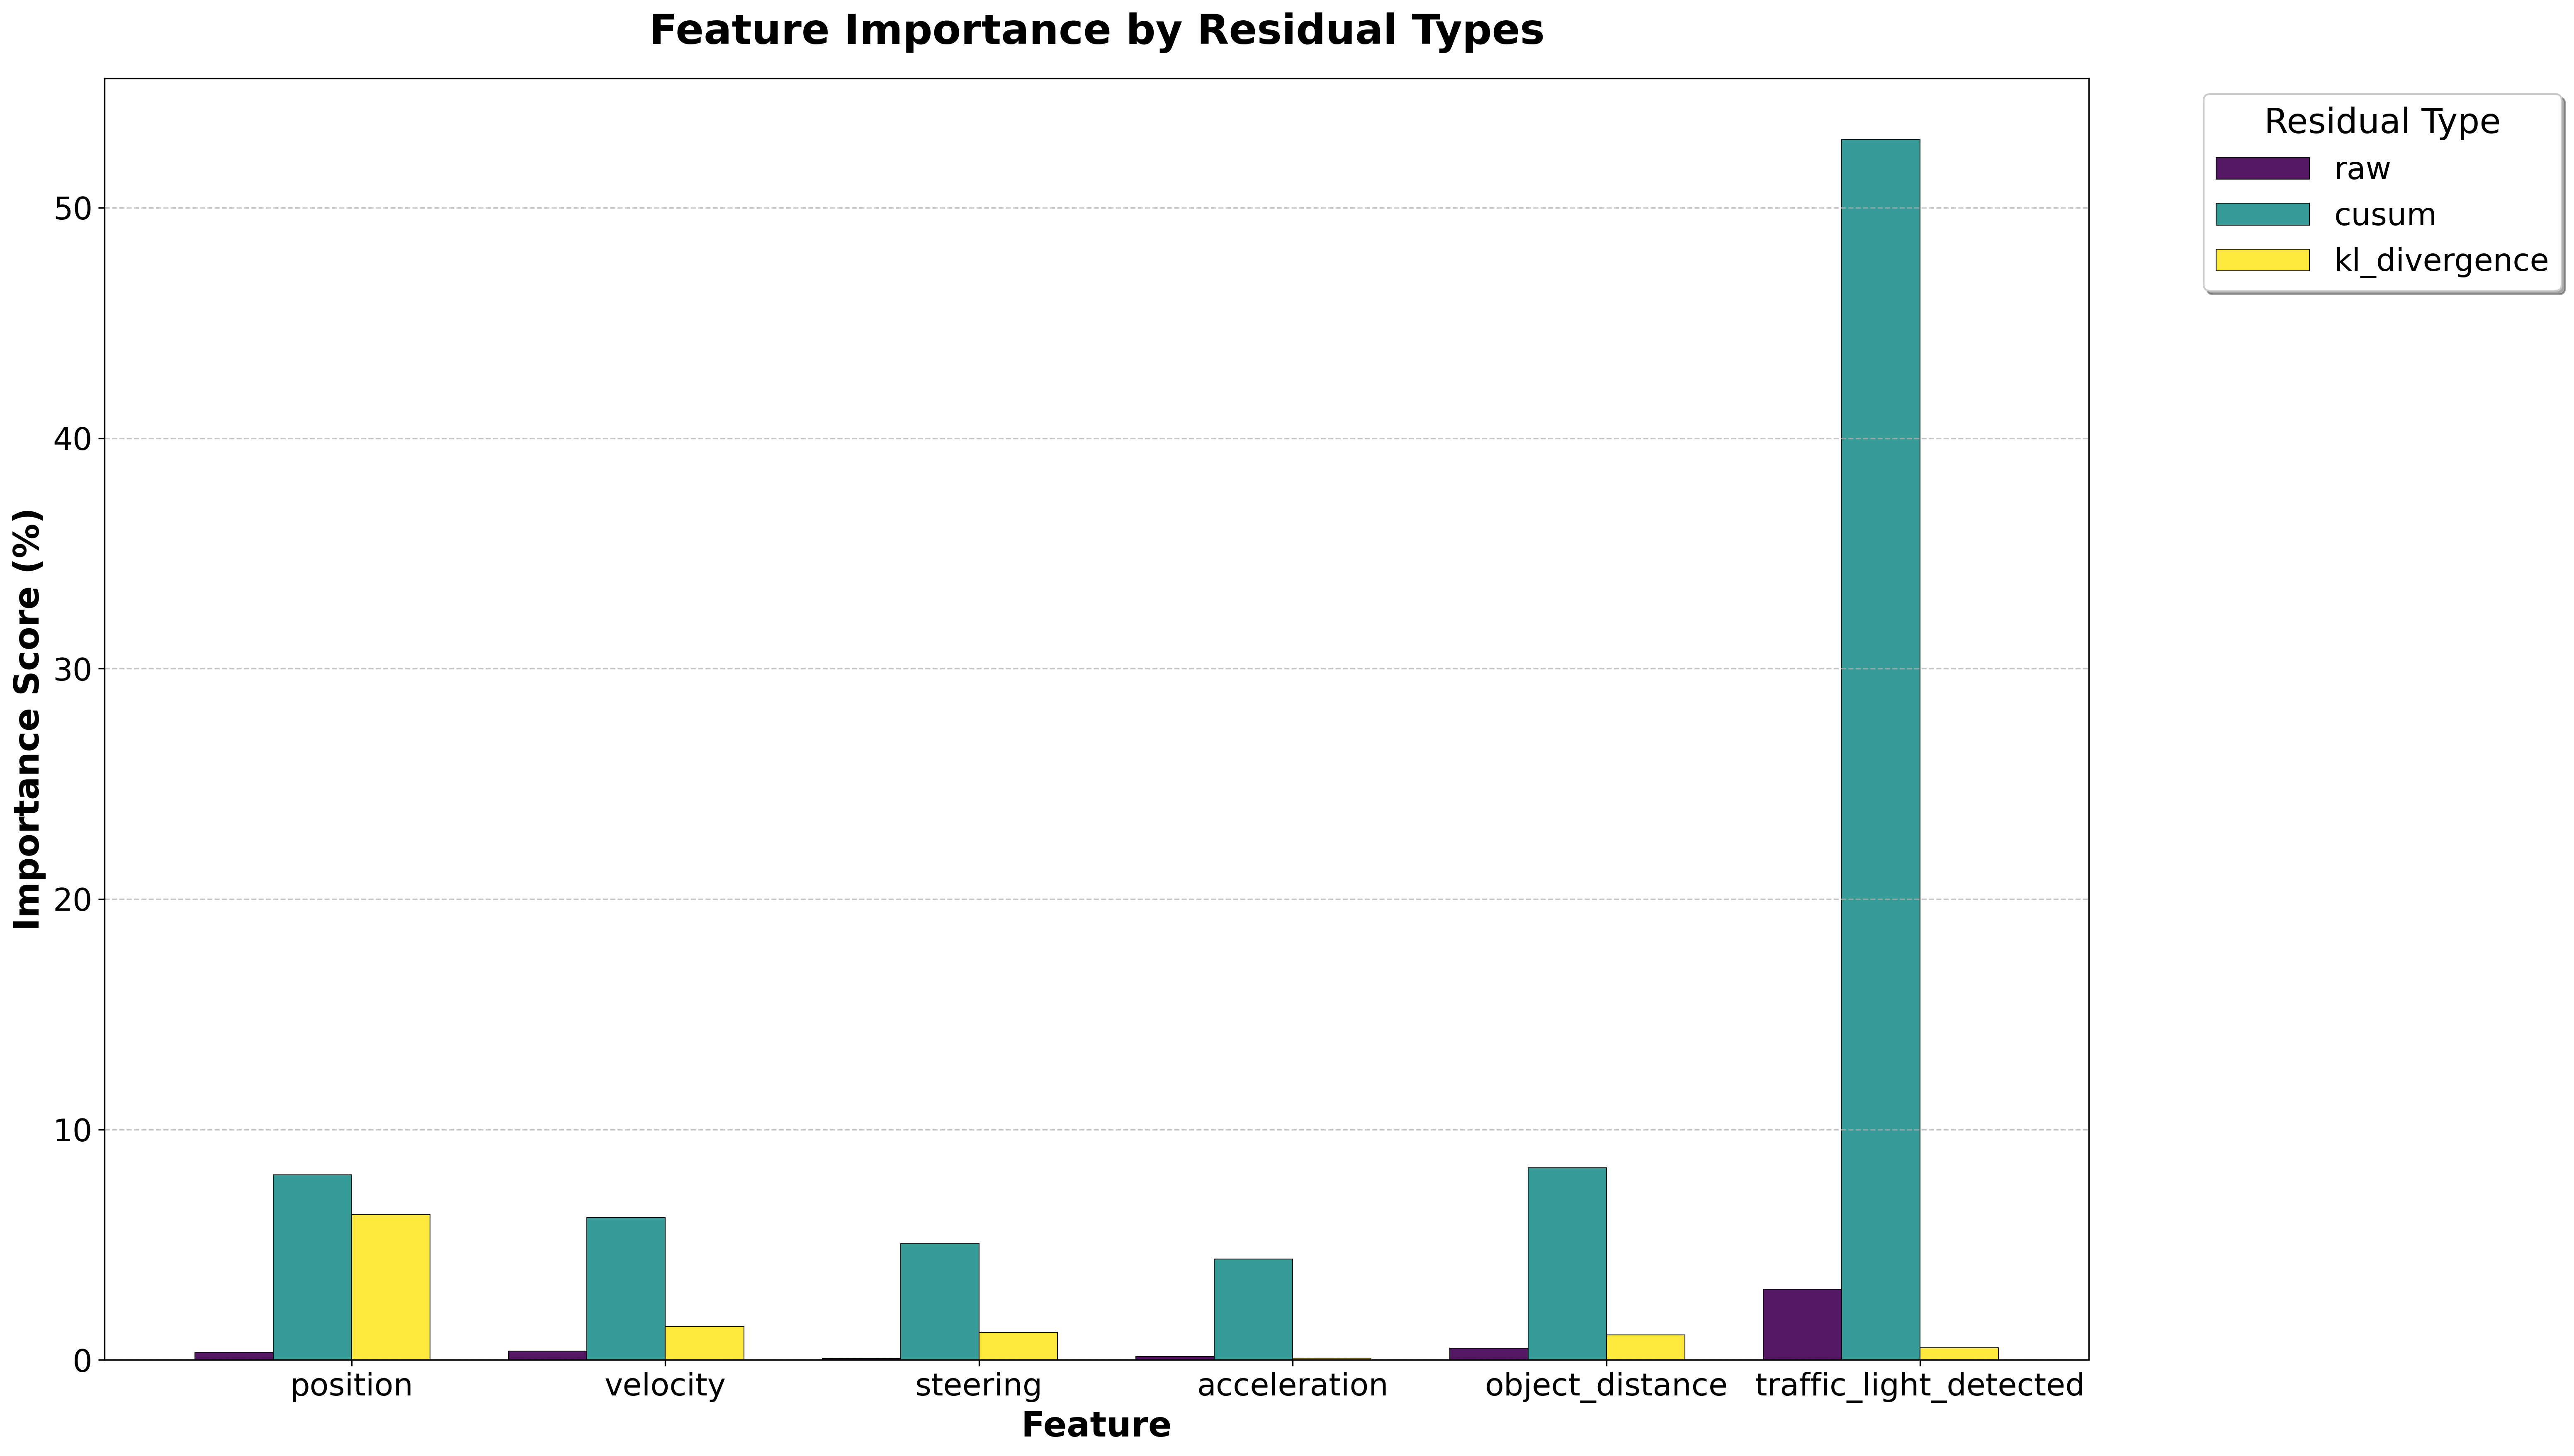 Feature Importance by Residual Types
Residual Type
raw
cusum
kl_divergence
Importance Score (%)
50
40
30
20
10
0
position velocity steering acceleration object_distance traffic_light_detected
Feature